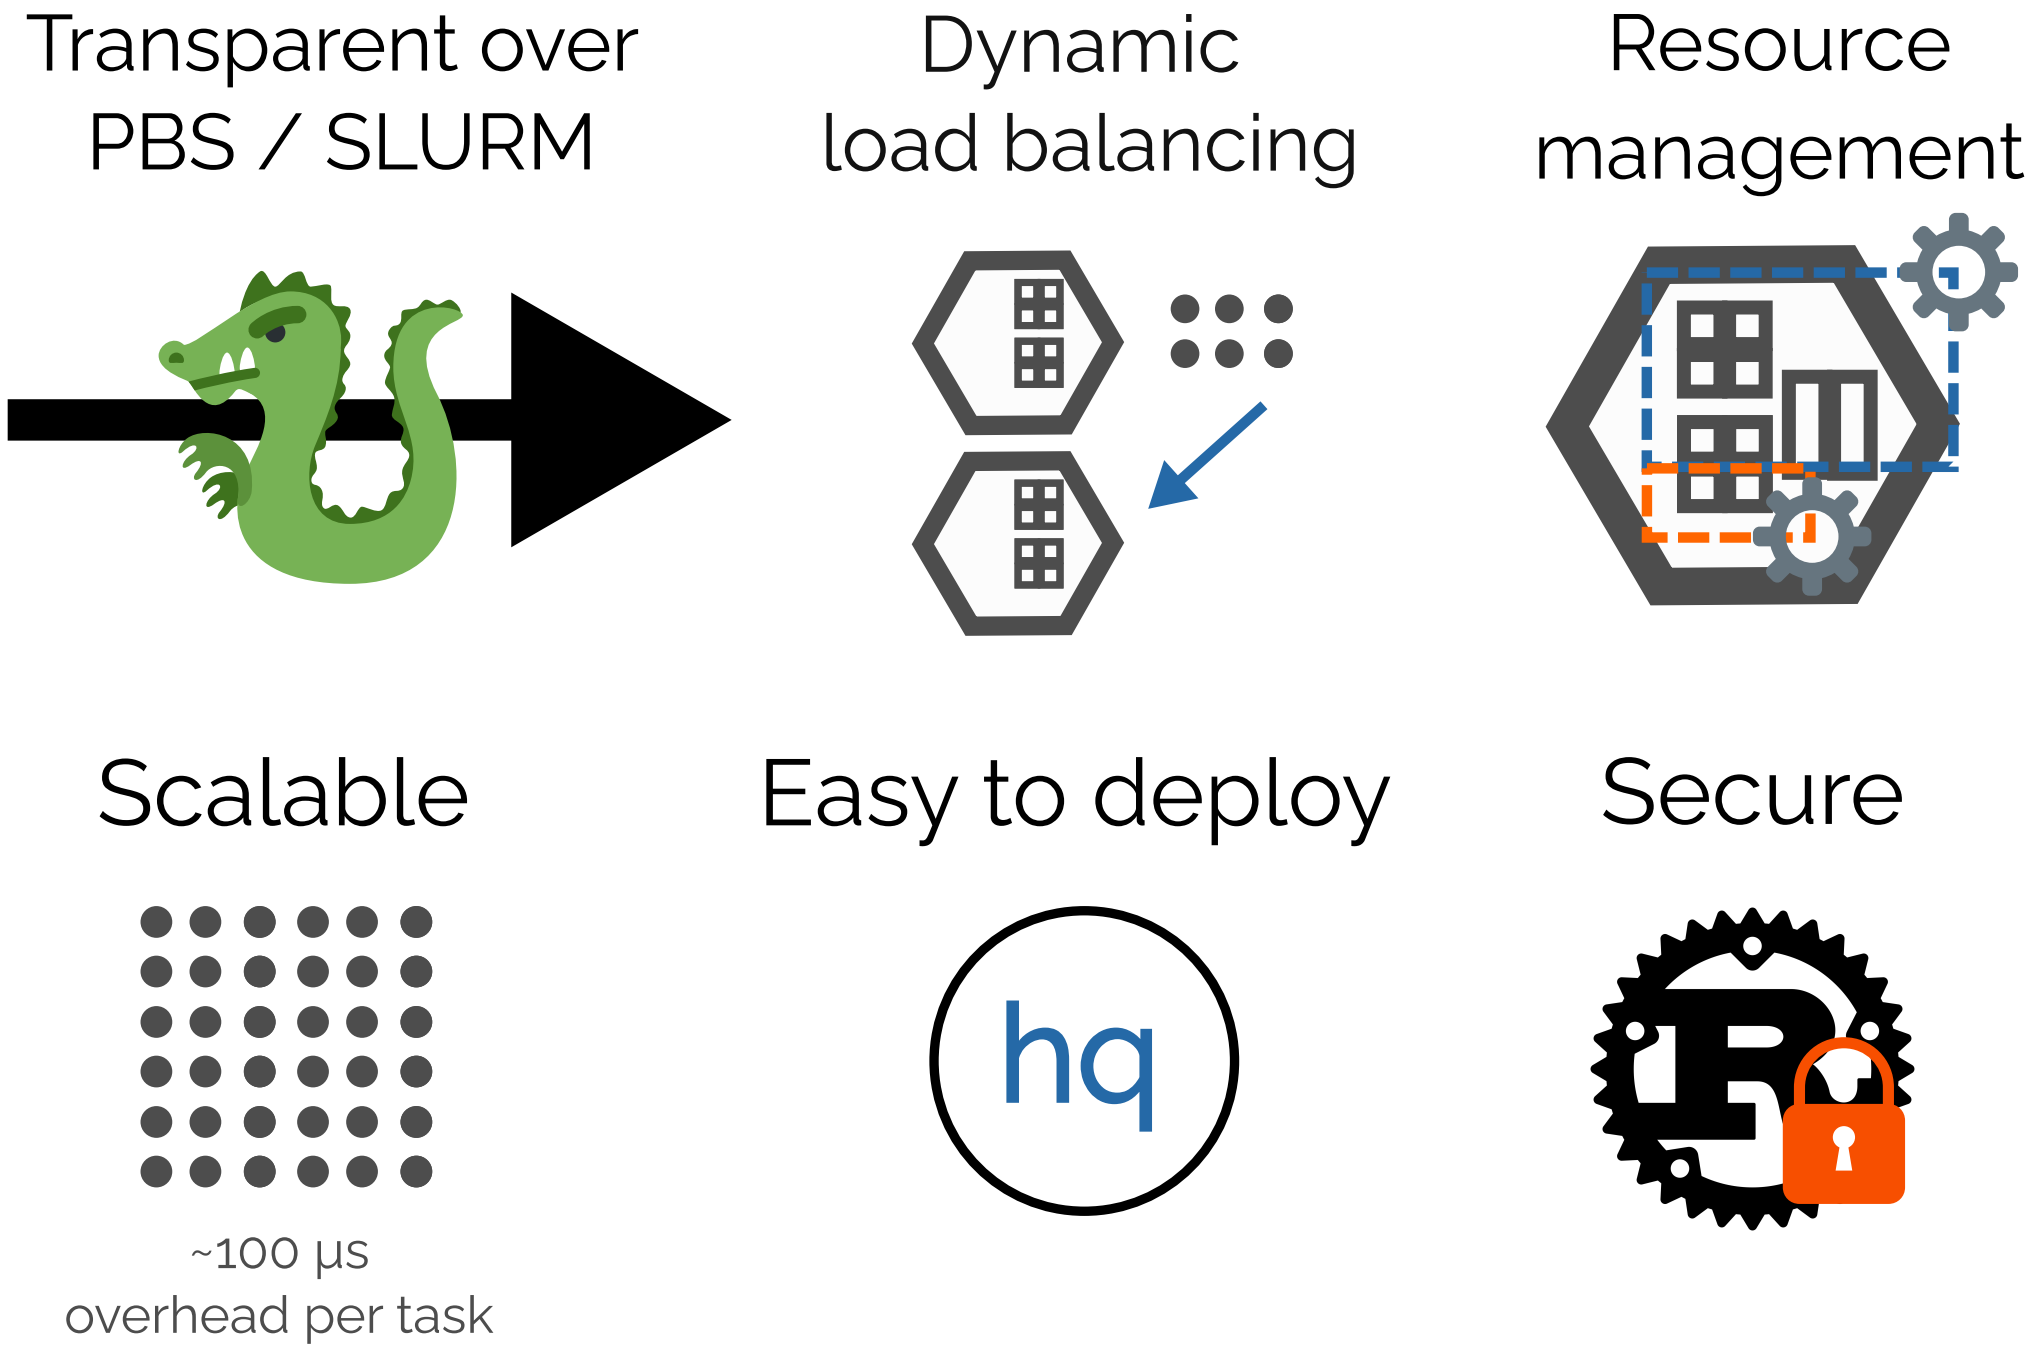 Transparent over
PBS / SLURM
Dynamic
load balancing
Resource
management
Scalable
~100 µs
overhead per task
Easy to deploy
hq
Secure
R